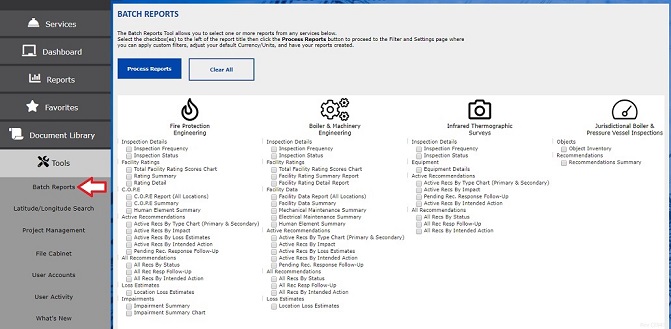 Services
Dashboard
Reports
Favorites
Document Library
Tools
Batch Reports
Latitude/Longitude Search
Project Management
File Cabinet
User Accounts
User Activity
What's New
BATCH REPORTS
The Batch Reports Tool allows you to select one or more reports from any services below.
Select the checkbox(es) to the left of the report title then click the Process Reports button to proceed to the Filter and Settings page where
you can apply custom filters, adjust your default Currency/Units, and have your reports created.
Process Reports
Clear All
Fire Protection
Engineering
Inspection Details
Inspection Frequency
Inspection Status
Facility Ratings
Total Facility Rating Scores Chart
Rating Summary
Rating Detail
C.O.P.E
C.O.P.E Report (All Locations)
C.O.P.E Summary
Human Element Summary
Active Recommendations
Active Recs By Type Chart (Primary & Secondary)
Active Recs By Impact
Active Recs By Loss Estimates
Active Recs By Intended Action
Pending Rec. Response Follow-Up
All Recommendations
All Recs By Status
All Rec Resp Follow-Up
All Recs By Intended Action
Loss Estimates
Location Loss Estimates
Impairments
Impairment Summary
Impairment Summary Chart
Boiler & Machinery
Engineering
Inspection Details
Inspection Frequency
Inspection Status
Facility Ratings
Total Facility Rating Scores Chart
Facility Rating Summary Report
Facility Rating Detail Report
Facility Data
Facility Data Report (All Locations)
Facility Data Summary
Mechanical Maintenance Summary
Electrical Maintenance Summary
Human Element Summary
Active Recommendations
Active Recs By Type Chart (Primary & Secondary)
Active Recs By Impact
Active Recs By Loss Estimates
Active Recs By Intended Action
Pending Rec. Response Follow-Up
All Recommendations
All Recs By Status
All Rec Resp Follow-Up
All Recs By Intended Action
Loss Estimates
Location Loss Estimates
Infrared Thermographic
Surveys
Inspection Details
Inspection Frequency
Inspection Status
Equipment
Equipment Details
Active Recommendations
Active Recs By Type Chart (Primary & Secondary)
Active Recs By Impact
Pending Rec. Response Follow-Up
Active Recs By Intended Action
All Recommendations
All Recs By Status
All Rec Resp Follow-Up
All Recs By Intended Action
Jurisdictional Boiler &
Pressure Vessel Inspections
Objects
Object Inventory
Recommendations
Recommendations Summary